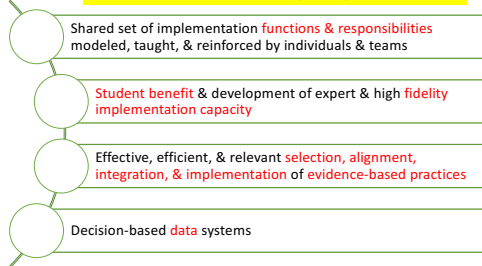 Shared set of implementation functions & responsibilities
modeled, taught, & reinforced by individuals & teams
Student benefit & development of expert & high fidelity
implementation capacity
Effective, efficient, & relevant selection, alignment,
integration, & implementation of evidence-based practices
Decision-based data systems